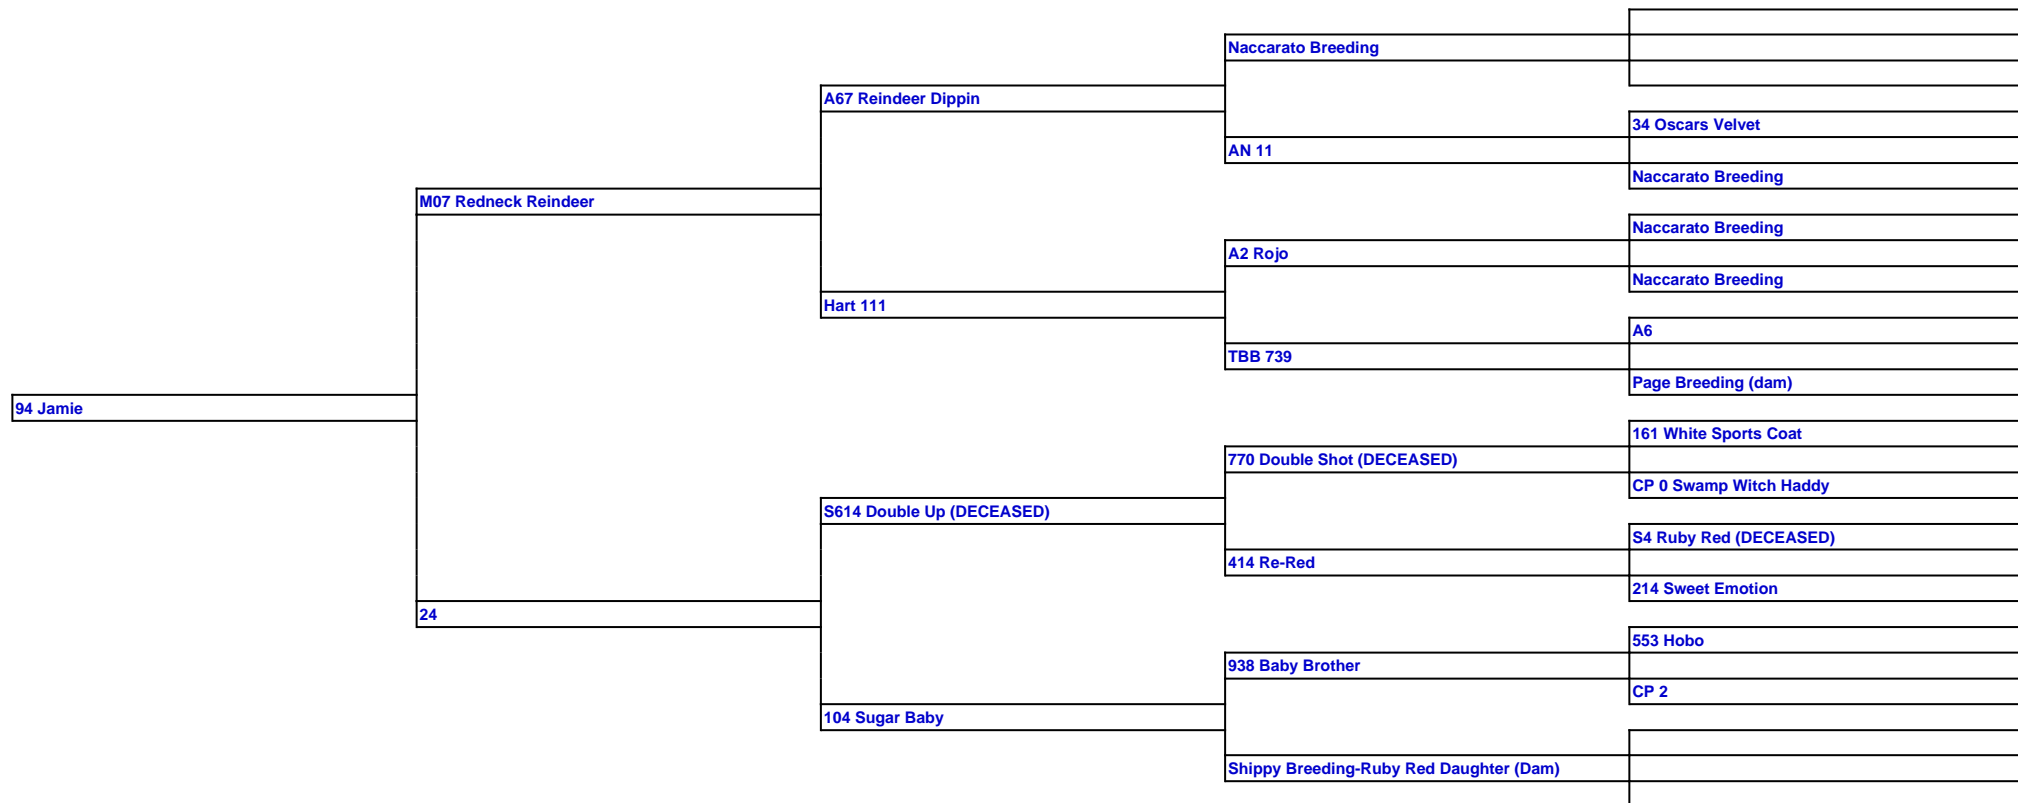 Naccarato Breeding
A67 Reindeer Dippin
34 Oscars Velvet
AN 11
Naccarato Breeding
M07 Redneck Reindeer
Naccarato Breeding
A2 Rojo
Naccarato Breeding
Hart 111
A6
TBB 739
Page Breeding (dam)
94 Jamie
161 White Sports Coat
770 Double Shot (DECEASED)
CP 0 Swamp Witch Haddy
S614 Double Up (DECEASED)
S4 Ruby Red (DECEASED)
414 Re-Red
214 Sweet Emotion
24
553 Hobo
938 Baby Brother
CP 2
104 Sugar Baby
Shippy Breeding-Ruby Red Daughter (Dam)